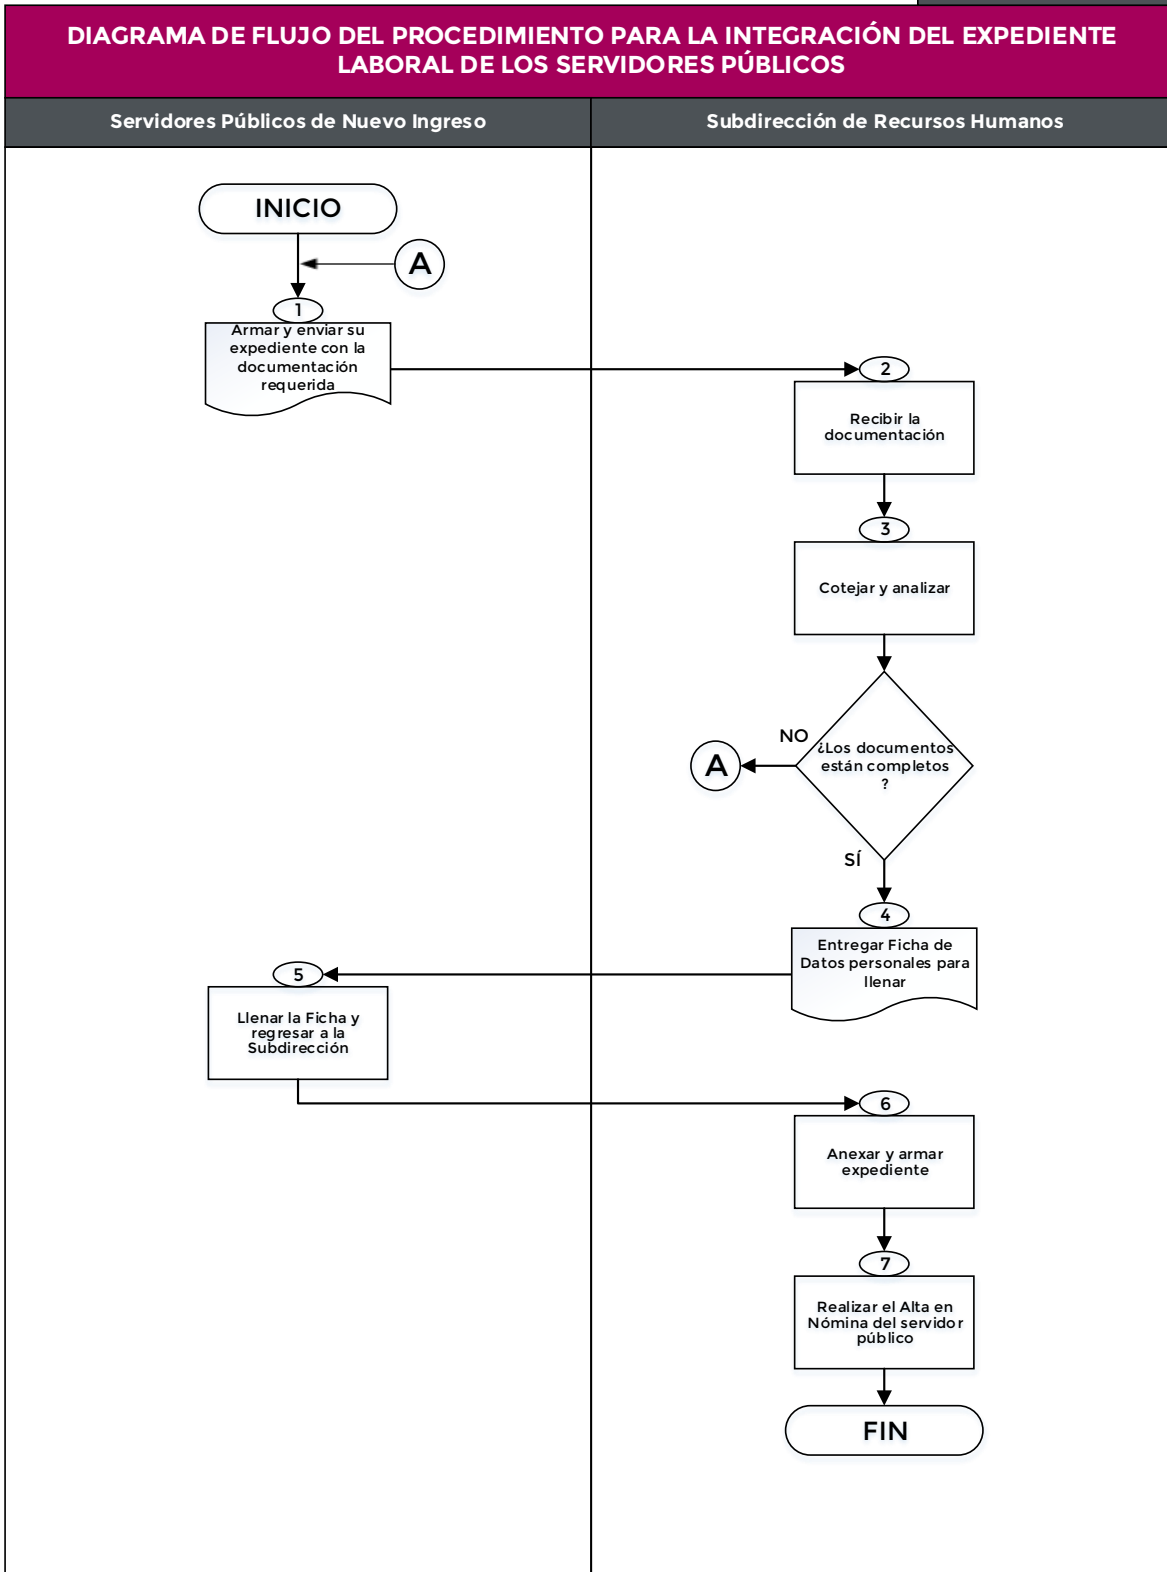 DIAGRAMA DE FLUJO DEL PROCEDIMIENTO PARA LA INTEGRACIÓN DEL EXPEDIENTE
LABORAL DE LOS SERVIDORES PÚBLICOS
Servidores Públicos de Nuevo Ingreso
Subdirección de Recursos Humanos
INICIO
A
1
Armar y enviar su
expediente con la
documentación
requerida
2
Recibir la
documentación
3
Cotejar y analizar
NO
¿Los documentos
están completos
?
A
SÍ
4
Entregar Ficha de
Datos personales para
llenar
5
Llenar la Ficha y
regresar a la
Subdirección
6
Anexar y armar
expediente
7
Realizar el Alta en
Nómina del servidor
público
FIN